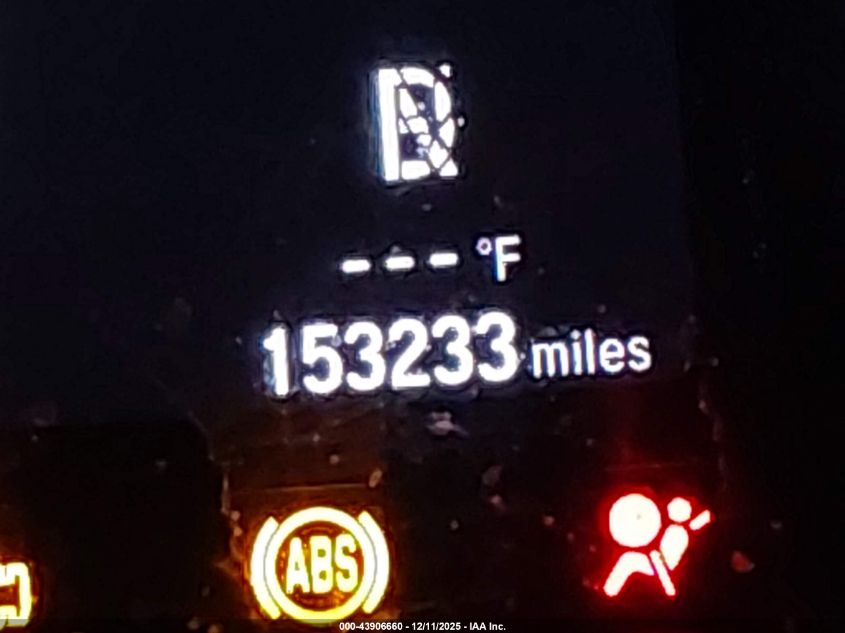 --- °F
153233 miles
ABS
000-43906660 - 12/11/2025 - IAA Inc.